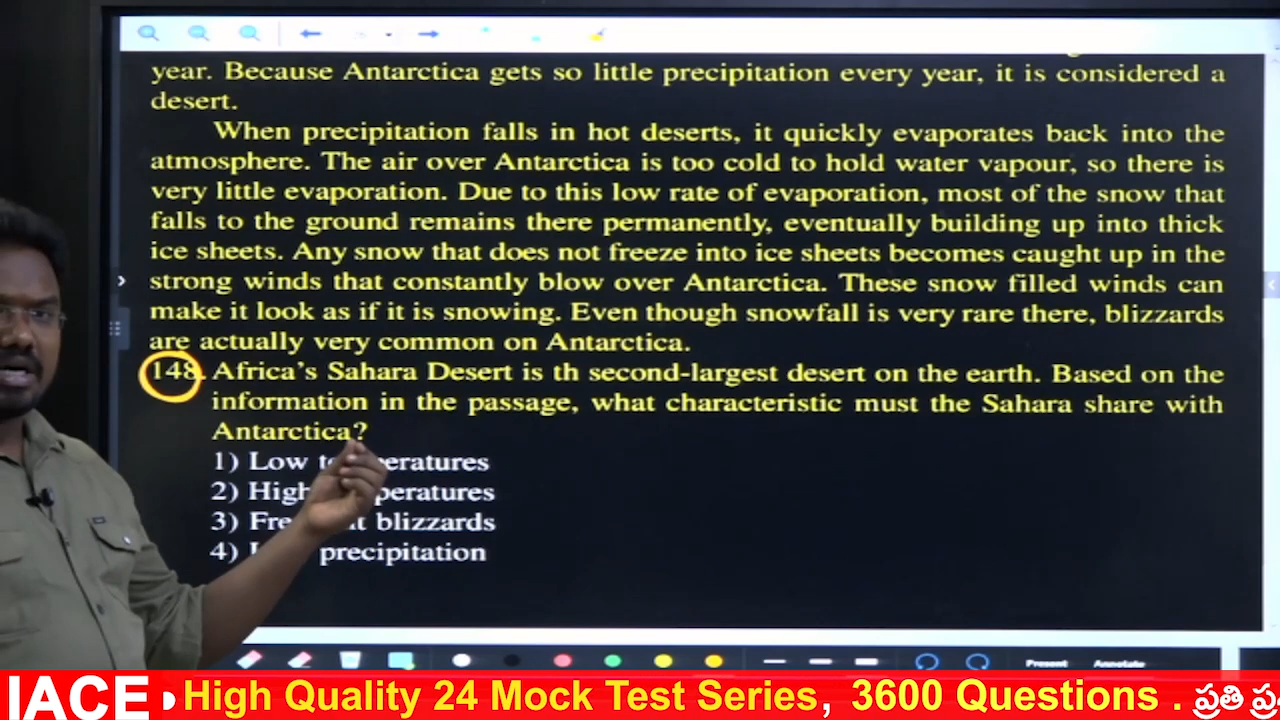 year. Because Antarctica gets so little precipitation every year, it is considered a
desert.
When precipitation falls in hot deserts, it quickly evaporates back into the
atmosphere. The air over Antarctica is too cold to hold water vapour, so there is
very little evaporation. Due to this low rate of evaporation, most of the snow that
falls to the ground remains there permanently, eventually building up into thick
ice sheets. Any snow that does not freeze into ice sheets becomes caught up in the
strong winds that constantly blow over Antarctica. These snow filled winds can
make it look as if it is snowing. Even though snowfall is very rare there, blizzards
are actually very common on Antarctica.
148. Africa's Sahara Desert is th second-largest desert on the earth. Based on the
information in the passage, what characteristic must the Sahara share with
Antarctica?
1) Low temperatures
2) High temperatures
3) Frequent blizzards
4) precipitation
Present Annotate
IACE High Quality 24 Mock Test Series, 3600 Questions . ప్రతి ప్ర